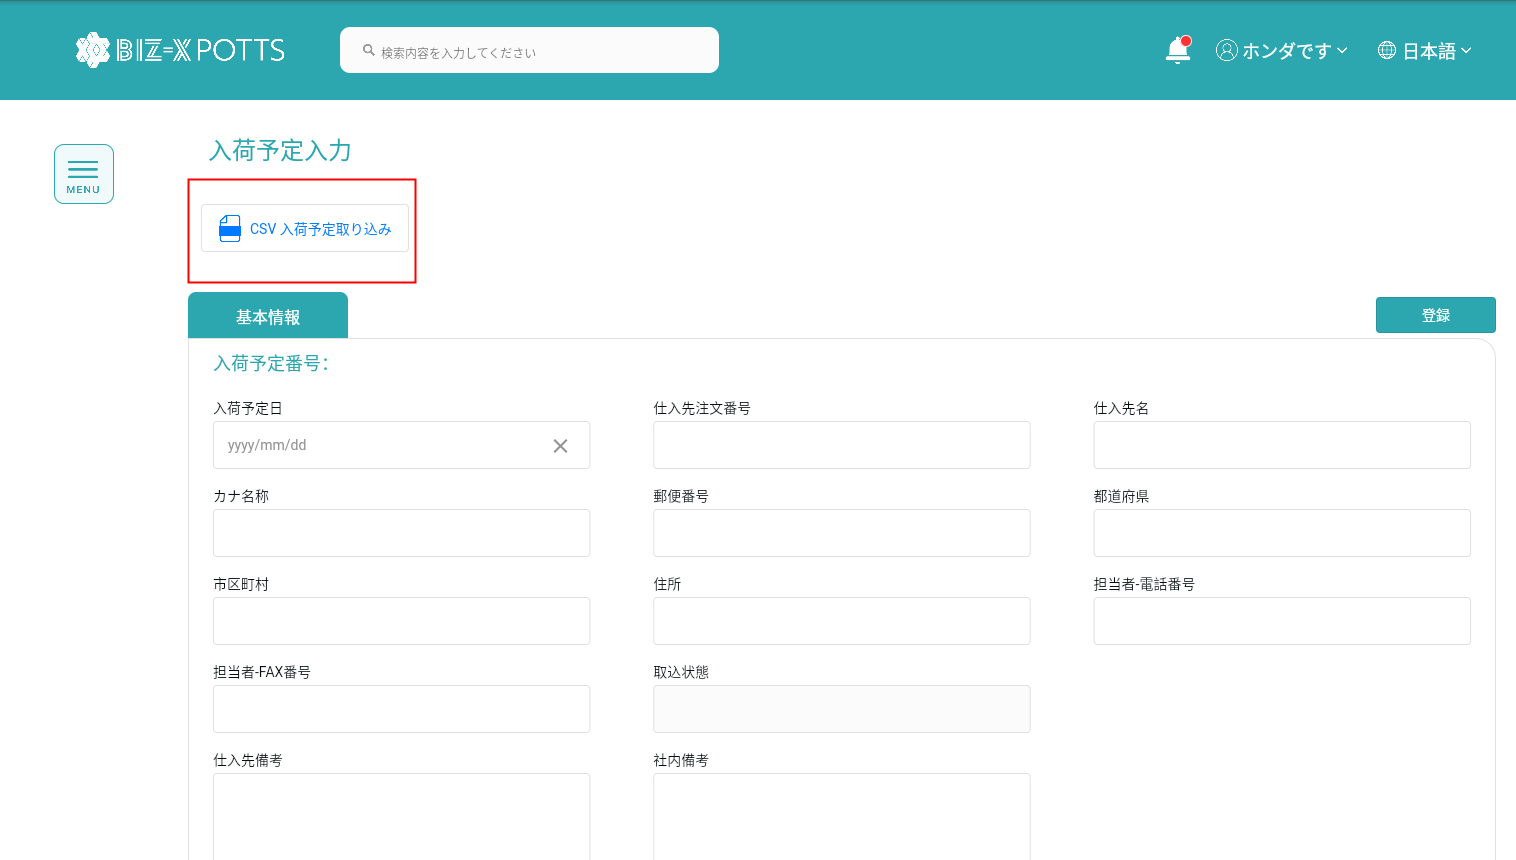 BIZ=X POTTS
検索内容を入力してください
ホンダです
日本語
MENU
入荷予定入力
CSV 入荷予定取り込み
基本情報
登録
入荷予定番号：
入荷予定日
仕入先注文番号
仕入先名
yyyy/mm/dd
カナ名称
郵便番号
都道府県
市区町村
住所
担当者-電話番号
担当者-FAX番号
取込状態
仕入先備考
社内備考